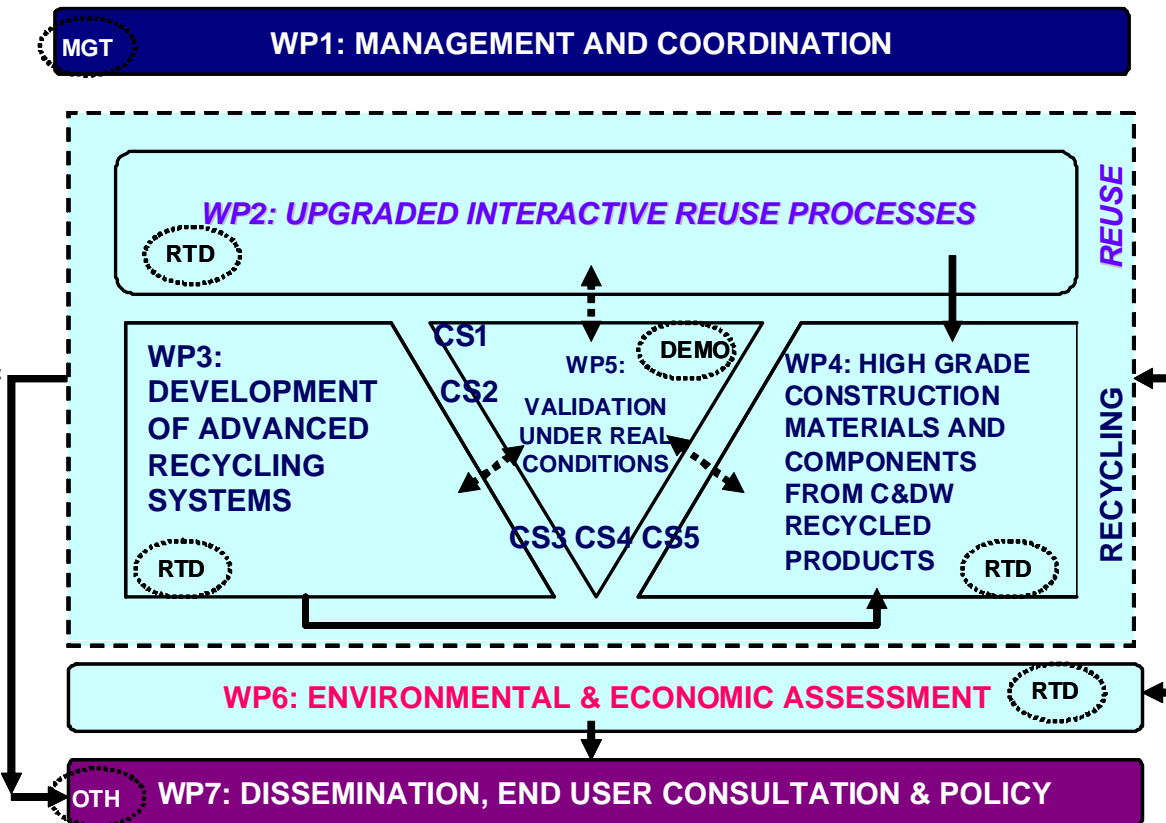 MGT
WP1: MANAGEMENT AND COORDINATION
WP2: UPGRADED INTERACTIVE REUSE PROCESSES
RTD
REUSE
WP3:
DEVELOPMENT
OF ADVANCED
RECYCLING
SYSTEMS
RTD
CS1
CS2
WP5:
DEMO
VALIDATION
UNDER REAL
CONDITIONS
CS3 CS4 CS5
WP4: HIGH GRADE
CONSTRUCTION
MATERIALS AND
COMPONENTS
FROM C&DW
RECYCLED
PRODUCTS
RTD
RECYCLING
WP6: ENVIRONMENTAL & ECONOMIC ASSESSMENT
RTD
OTH
WP7: DISSEMINATION, END USER CONSULTATION & POLICY